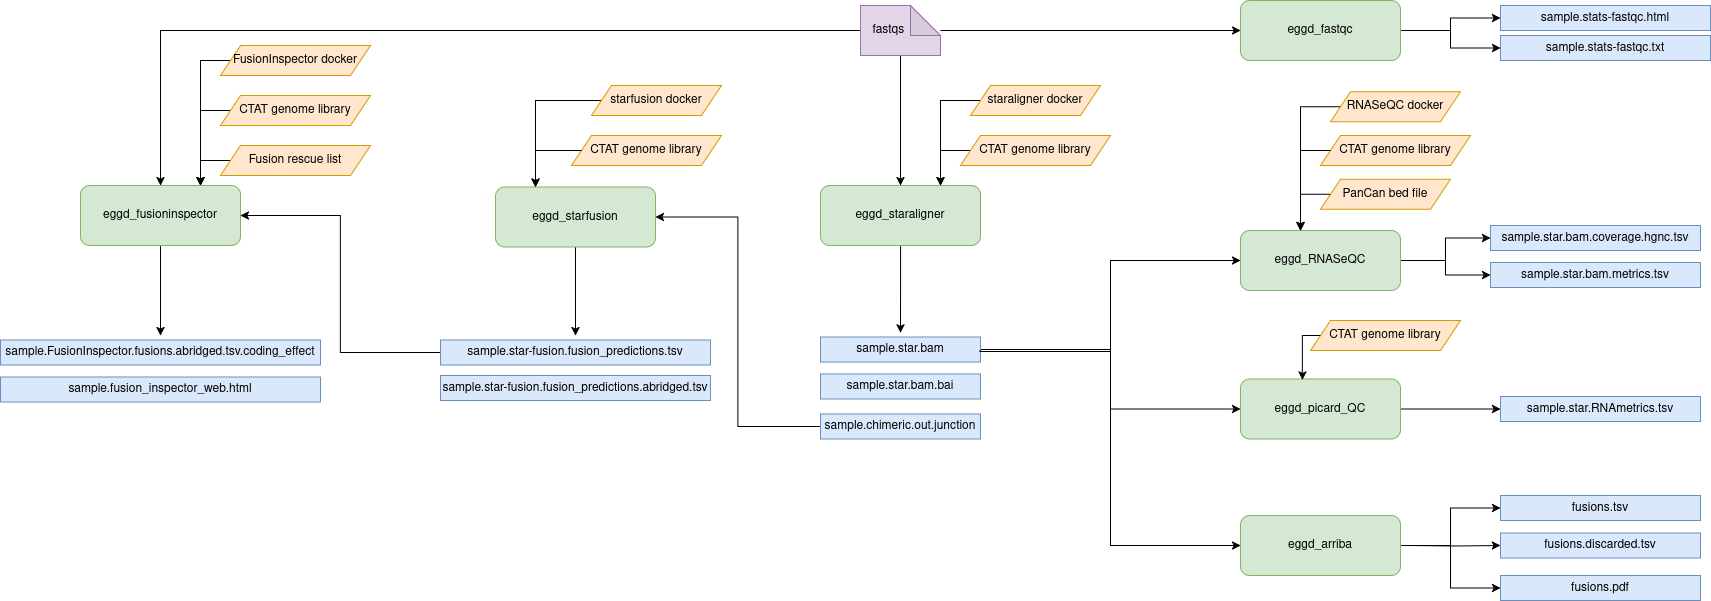 fastqs
eggd_fastqc
sample.stats-fastqc.html
sample.stats-fastqc.txt
FusionInspector docker
CTAT genome library
Fusion rescue list
starfusion docker
CTAT genome library
staraligner docker
CTAT genome library
RNASeQC docker
CTAT genome library
PanCan bed file
eggd_fusioninspector
eggd_starfusion
eggd_staraligner
eggd_RNASeQC
sample.star.bam.coverage.hgnc.tsv
sample.star.bam.metrics.tsv
sample.FusionInspector.fusions.abridged.tsv.coding_effect
sample.fusion_inspector_web.html
sample.star-fusion.fusion_predictions.tsv
sample.star-fusion.fusion_predictions.abridged.tsv
sample.star.bam
sample.star.bam.bai
sample.chimeric.out.junction
CTAT genome library
eggd_picard_QC
sample.star.RNAmetrics.tsv
eggd_arriba
fusions.tsv
fusions.discarded.tsv
fusions.pdf